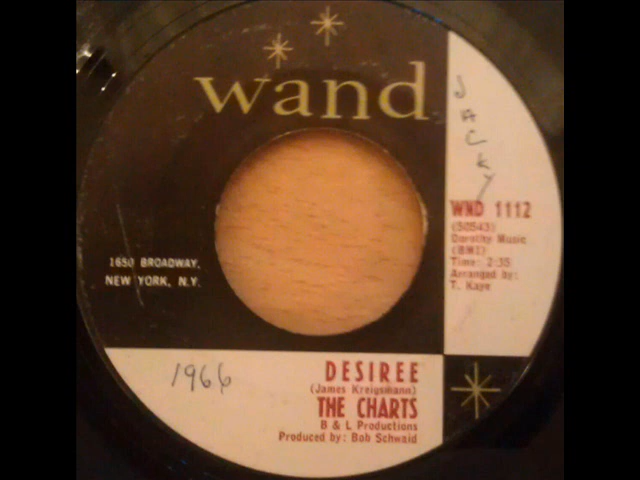 wand
JACKY
WND 1112
(50543)
Dorothy Music
(BMI)
Time: 2:35
Arranged by:
T. Kaye
1650 BROADWAY,
NEW YORK, N.Y.
1966
DESIREE
(James Kreigsmann)
THE CHARTS
B & L Productions
Produced by: Bob Schwaid